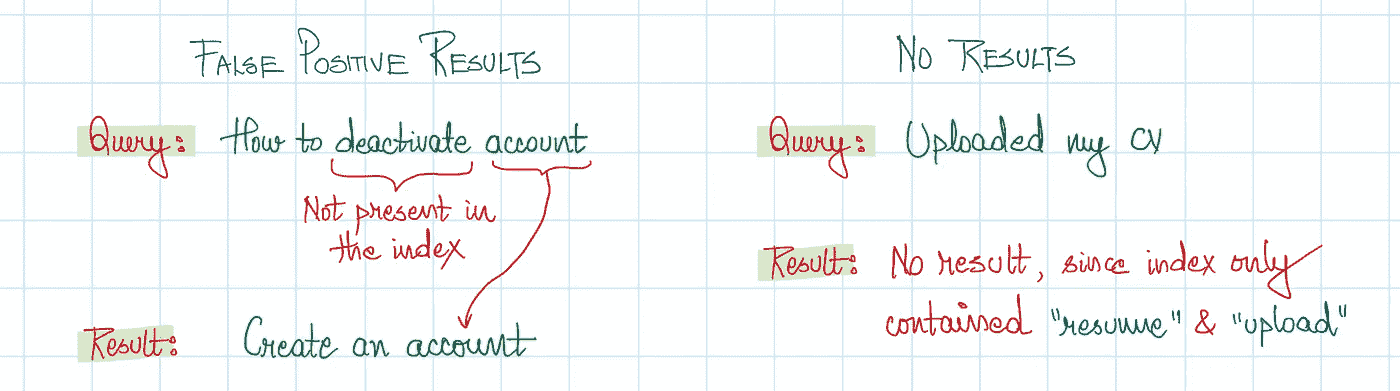 FALSE POSITIVE RESULTS
Query: How to deactivate account
Not present in
the index
Result: Create an account
NO RESULTS
Query: Uploaded my CV
Result: No result, since index only
contained "resume" & "upload"